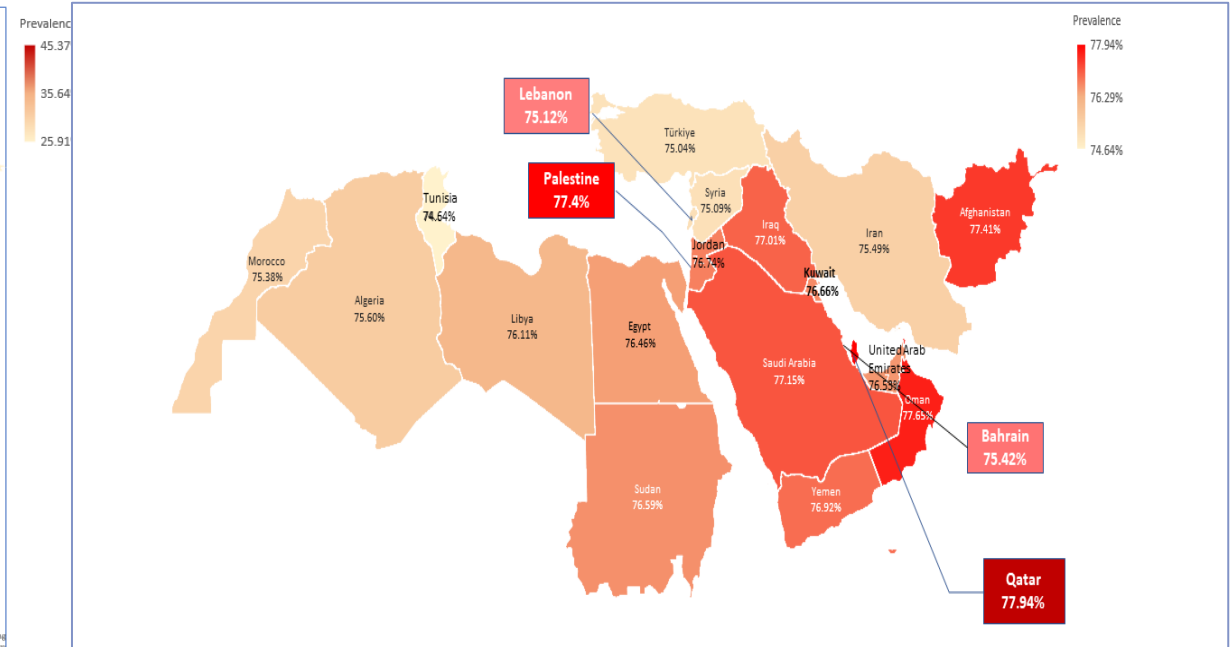 Prevalenc
45.37
35.64
25.91
Prevalence
77.94%
76.29%
74.64%
Lebanon
75.12%
Türkiye
75.04%
Palestine
77.4%
Syria
75.09%
Tunisia
74.64%
Iraq
77.01%
Afghanistan
77.41%
Iran
75.49%
Jordan
76.74%
Morocco
75.38%
Kuwait
76.66%
Algeria
75.60%
Libya
76.11%
Egypt
76.46%
Saudi Arabia
77.15%
United Arab
Emirates
76.53%
Oman
77.65%
Bahrain
75.42%
Sudan
76.59%
Yemen
76.92%
Qatar
77.94%